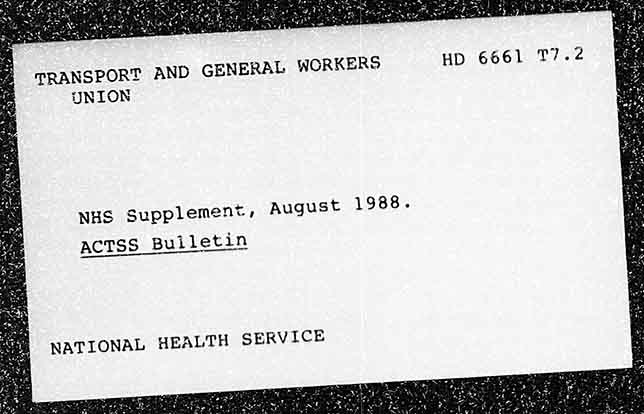 TRANSPORT AND GENERAL WORKERS HD 6661 T7.2
UNION
NHS Supplement, August 1988.
ACTSS Bulletin
NATIONAL HEALTH SERVICE